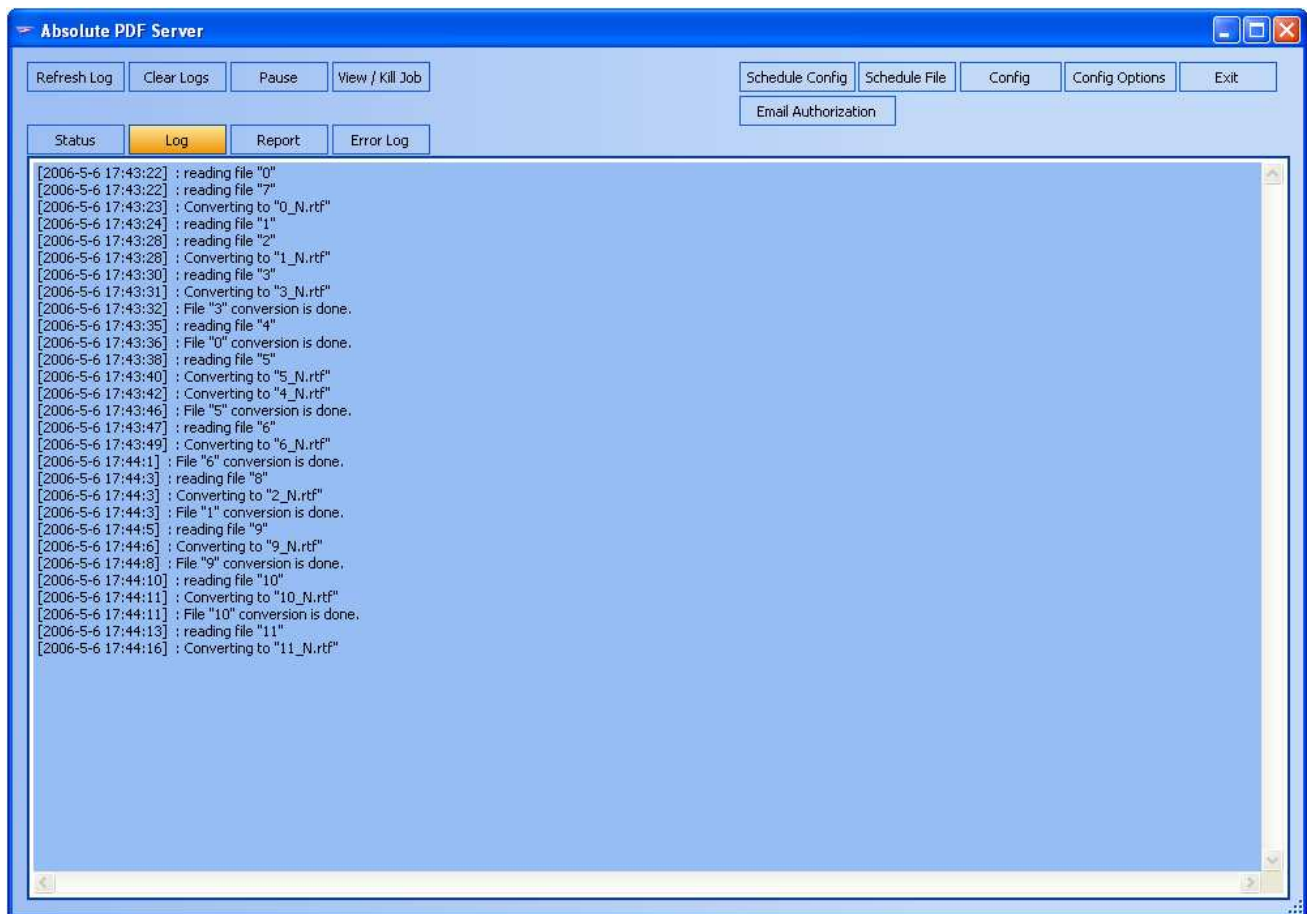 Absolute PDF Server
Refresh Log Clear Logs Pause View / Kill Job Schedule Config Schedule File Config Config Options Exit
Email Authorization
Status Log Report Error Log
[2006-5-6 17:43:22] : reading file "0"
[2006-5-6 17:43:22] : reading file "7"
[2006-5-6 17:43:23] : Converting to "0_N.rtf"
[2006-5-6 17:43:24] : reading file "1"
[2006-5-6 17:43:28] : reading file "2"
[2006-5-6 17:43:28] : Converting to "1_N.rtf"
[2006-5-6 17:43:30] : reading file "3"
[2006-5-6 17:43:31] : Converting to "3_N.rtf"
[2006-5-6 17:43:32] : File "3" conversion is done.
[2006-5-6 17:43:35] : reading file "4"
[2006-5-6 17:43:36] : File "0" conversion is done.
[2006-5-6 17:43:38] : reading file "5"
[2006-5-6 17:43:40] : Converting to "5_N.rtf"
[2006-5-6 17:43:42] : Converting to "4_N.rtf"
[2006-5-6 17:43:46] : File "5" conversion is done.
[2006-5-6 17:43:47] : reading file "6"
[2006-5-6 17:43:49] : Converting to "6_N.rtf"
[2006-5-6 17:44:1] : File "6" conversion is done.
[2006-5-6 17:44:3] : reading file "8"
[2006-5-6 17:44:3] : Converting to "2_N.rtf"
[2006-5-6 17:44:3] : File "1" conversion is done.
[2006-5-6 17:44:5] : reading file "9"
[2006-5-6 17:44:6] : Converting to "9_N.rtf"
[2006-5-6 17:44:8] : File "9" conversion is done.
[2006-5-6 17:44:10] : reading file "10"
[2006-5-6 17:44:11] : Converting to "10_N.rtf"
[2006-5-6 17:44:11] : File "10" conversion is done.
[2006-5-6 17:44:13] : reading file "11"
[2006-5-6 17:44:16] : Converting to "11_N.rtf"